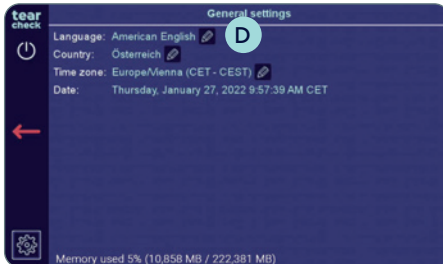 tear
check
General settings
Language: American English
D
Country: Österreich
Time zone: Europe/Vienna (CET - CEST)
Date: Thursday, January 27, 2022 9:57:39 AM CET
Memory used 5% (10,858 MB / 222,381 MB)